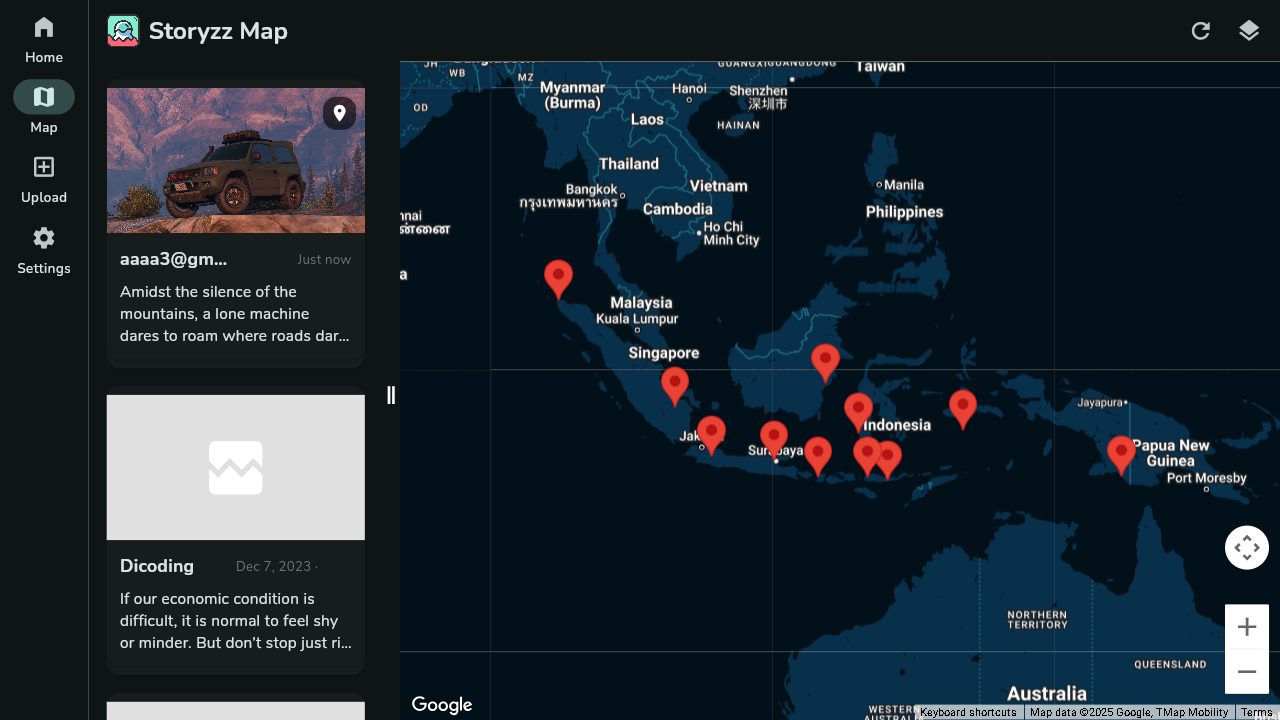 Storyzz Map
Home
Map
Upload
Settings
aaaa3@gm...
Just now
Amidst the silence of the
mountains, a lone machine
dares to roam where roads dar...
Dicoding
Dec 7, 2023 ·
If our economic condition is
difficult, it is normal to feel shy
or minder. But don't stop just ri...
JH
WB
MZ
OD
GUANGXI
GUANGDONG
Taiwan
Myanmar
(Burma)
Hanoi
Shenzhen
深圳市
Laos
HAINAN
Thailand
Vietnam
Bangkok
กรุงเทพมหานคร
Manila
Cambodia
Philippines
Ho Chi
Minh City
Malaysia
Kuala Lumpur
Singapore
Jayapura
Indonesia
Papua New
Guinea
Port Moresby
NORTHERN
TERRITORY
QUEENSLAND
Australia
Google
Keyboard shortcuts
Map data ©2025 Google, TMap Mobility
Terms